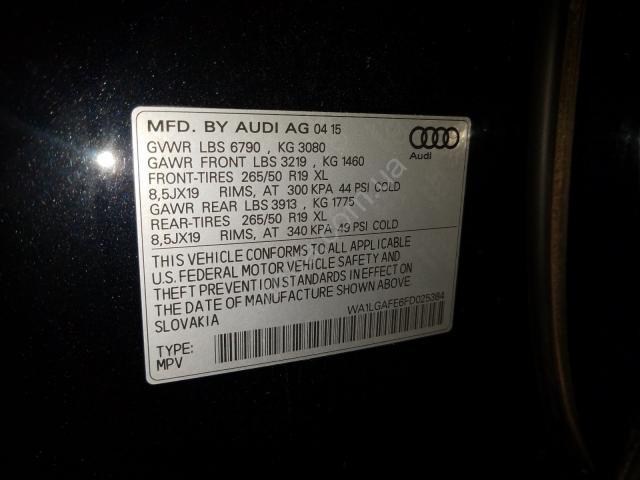 MFD. BY AUDI AG 04 15
GVWR LBS 6790 , KG 3080
GAWR FRONT LBS 3219 , KG 1460
FRONT-TIRES 265/50 R19 XL
8,5JX19 RIMS, AT 300 KPA 44 PSI COLD
GAWR REAR LBS 3913 , KG 1775
REAR-TIRES 265/50 R19 XL
8,5JX19 RIMS, AT 340 KPA 49 PSI COLD
THIS VEHICLE CONFORMS TO ALL APPLICABLE
U.S. FEDERAL MOTOR VEHICLE SAFETY AND
THEFT PREVENTION STANDARDS IN EFFECT ON
THE DATE OF MANUFACTURE SHOWN ABOVE
SLOVAKIA
WA1LGAFE6FD025384
TYPE:
MPV
Audi